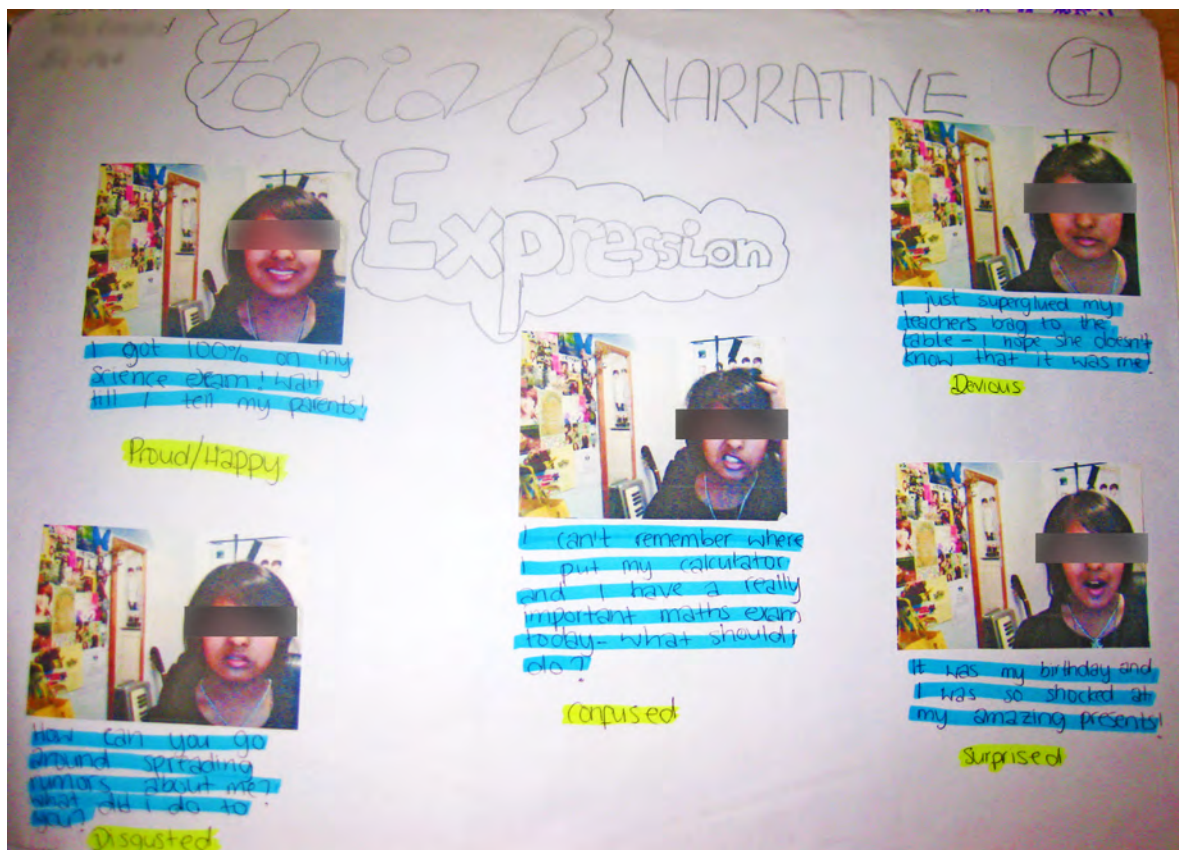 Facial NARRATIVE
1
Expression
I got 100% on my
science exam! Wait
till I tell my parents!
Proud/Happy
I just superglued my
teachers bag to the
table - I hope she doesn't
know that it was me!
Devious
I can't remember where
I put my calculator
and I have a really
important maths exam
today - what should I
do?
confused
How can you go
around spreading
rumors about me?
What did I do to
you?
Disgusted
It was my birthday and
I was so shocked at
my amazing presents!
Surprised